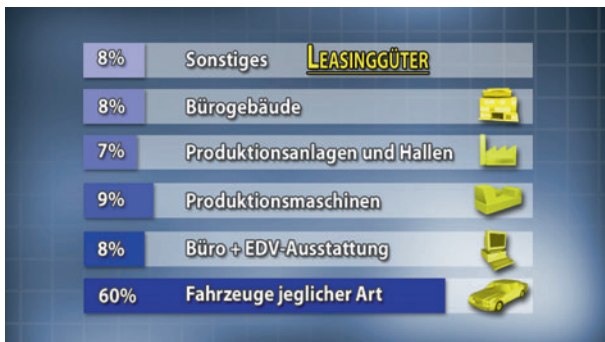 8% Sonstiges LEASINGGÜTER
8% Bürogebäude
7% Produktionsanlagen und Hallen
9% Produktionsmaschinen
8% Büro + EDV-Ausstattung
60% Fahrzeuge jeglicher Art